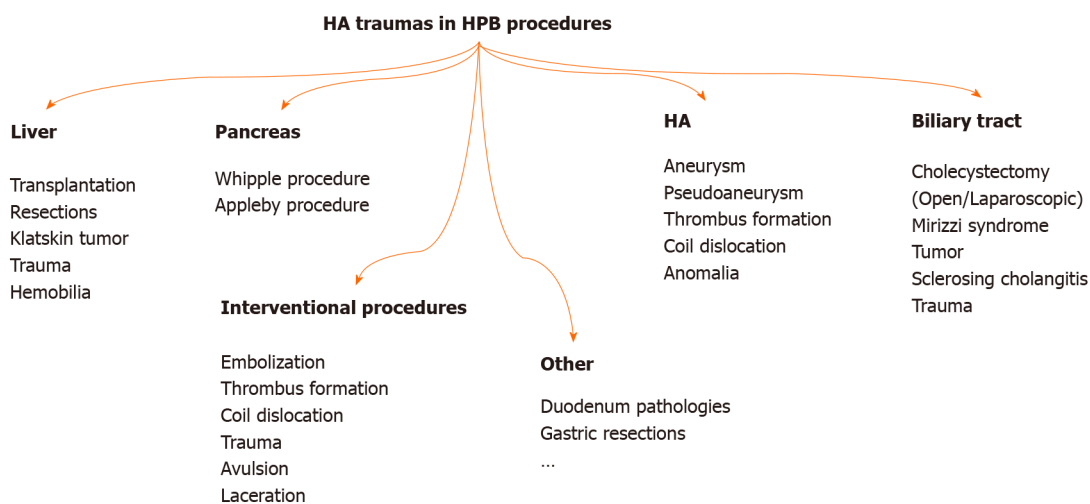 HA traumas in HPB procedures
Liver
Transplantation
Resections
Klatskin tumor
Trauma
Hemobilia
Pancreas
Whipple procedure
Appleby procedure
Interventional procedures
Embolization
Thrombus formation
Coil dislocation
Trauma
Avulsion
Laceration
Other
Duodenum pathologies
Gastric resections
...
HA
Aneurysm
Pseudoaneurysm
Thrombus formation
Coil dislocation
Anomalia
Biliary tract
Cholecystectomy
(Open/Laparoscopic)
Mirizzi syndrome
Tumor
Sclerosing cholangitis
Trauma